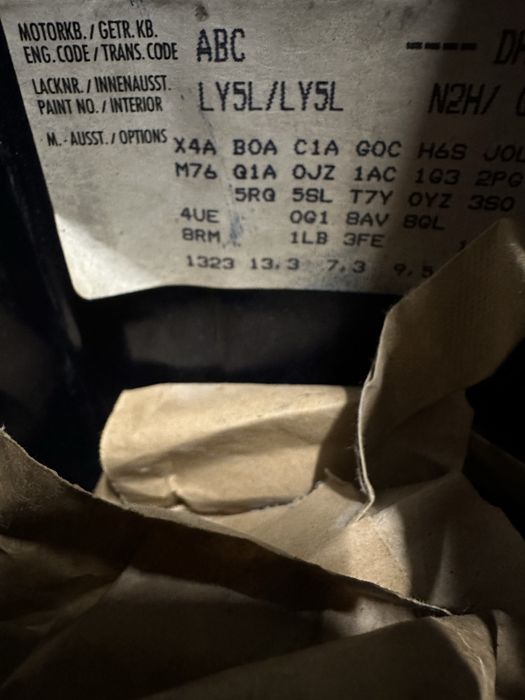 MOTORKB. / GETR. KB.
ENG. CODE / TRANS. CODE ABC ----
LACKNR. / INNENAUSST.
PAINT NO. / INTERIOR LY5L/LY5L N2H/
M.-AUSST. / OPTIONS X4A B0A C1A G0C H6S J0L
M76 Q1A 0JZ 1AC 1G3 2PG
5RQ 5SL T7Y 0YZ 3S0
4UE 0G1 8AV 8GL
8RM 1LB 3FE
1323 13,3 7,3 9,5